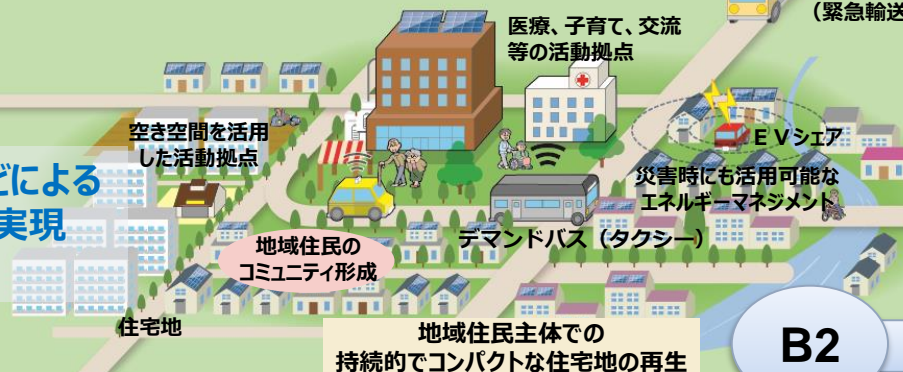 (緊急輸送
医療、子育て、交流
等の活動拠点
空き空間を活用
した活動拠点
EVシェア
どによる
実現
災害時にも活用可能な
エネルギーマネジメント
デマンドバス(タクシー)
地域住民の
コミュニティ形成
住宅地
地域住民主体での
持続的でコンパクトな住宅地の再生
B2